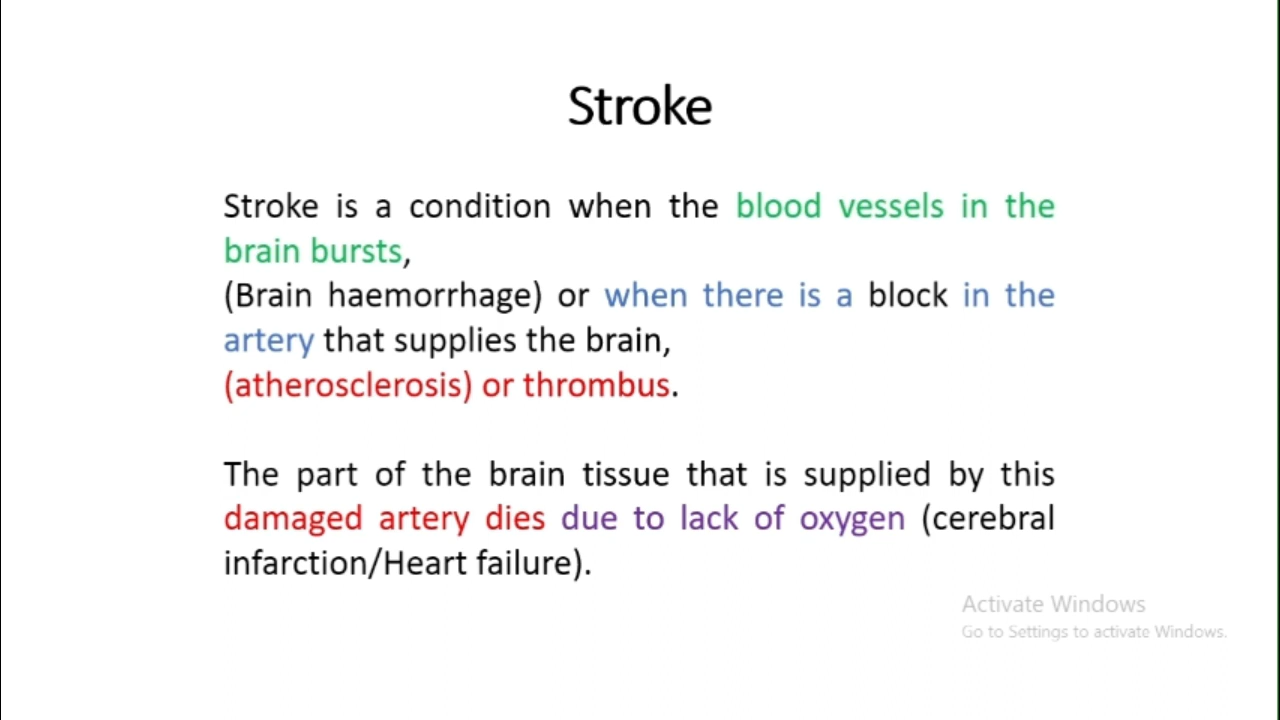 Stroke
Stroke is a condition when the blood vessels in the
brain bursts,
(Brain haemorrhage) or when there is a block in the
artery that supplies the brain,
(atherosclerosis) or thrombus.
The part of the brain tissue that is supplied by this
damaged artery dies due to lack of oxygen (cerebral
infarction/Heart failure).
Activate Windows
Go to Settings to activate Windows.